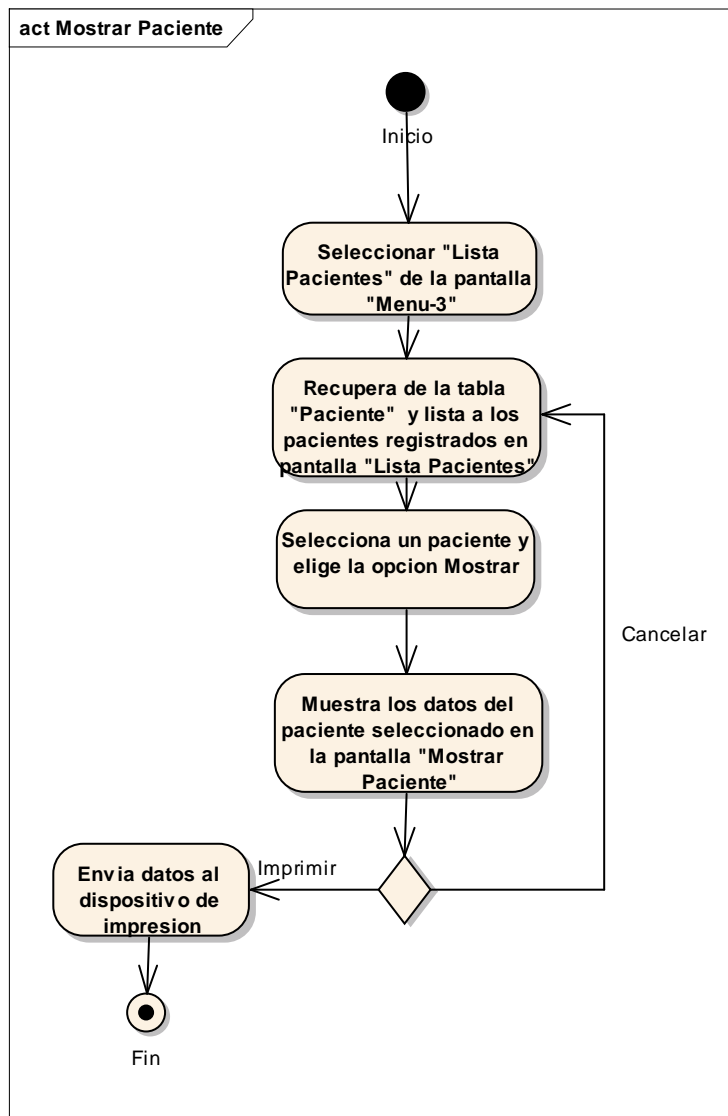 act Mostrar Paciente
Inicio
Seleccionar "Lista
Pacientes" de la pantalla
"Menu-3"
Recupera de la tabla
"Paciente" y lista a los
pacientes registrados en
pantalla "Lista Pacientes"
Selecciona un paciente y
elige la opcion Mostrar
Cancelar
Muestra los datos del
paciente seleccionado en
la pantalla "Mostrar
Paciente"
Imprimir
Envia datos al
dispositivo de
impresion
Fin